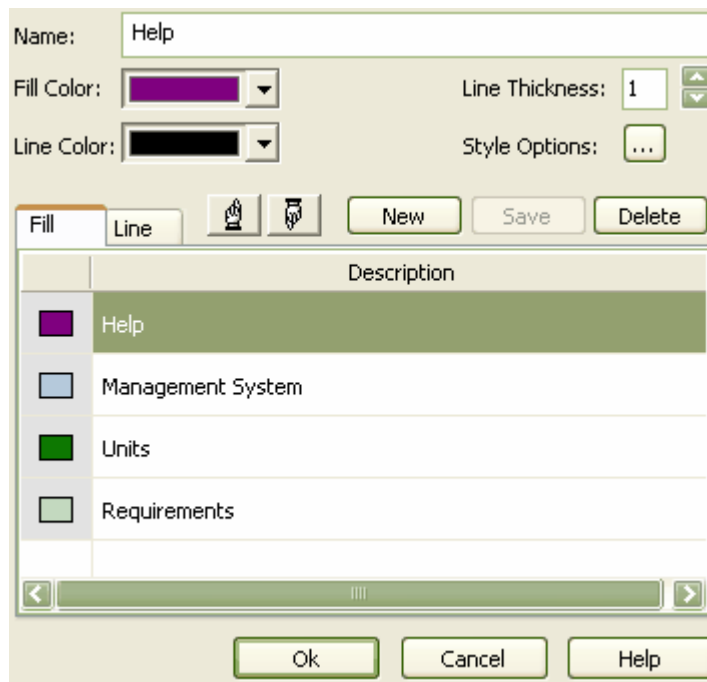 Name: Help
Fill Color: Line Thickness: 1
Line Color: Style Options: ...
Fill Line New Save Delete
Description
Help
Management System
Units
Requirements
Ok Cancel Help